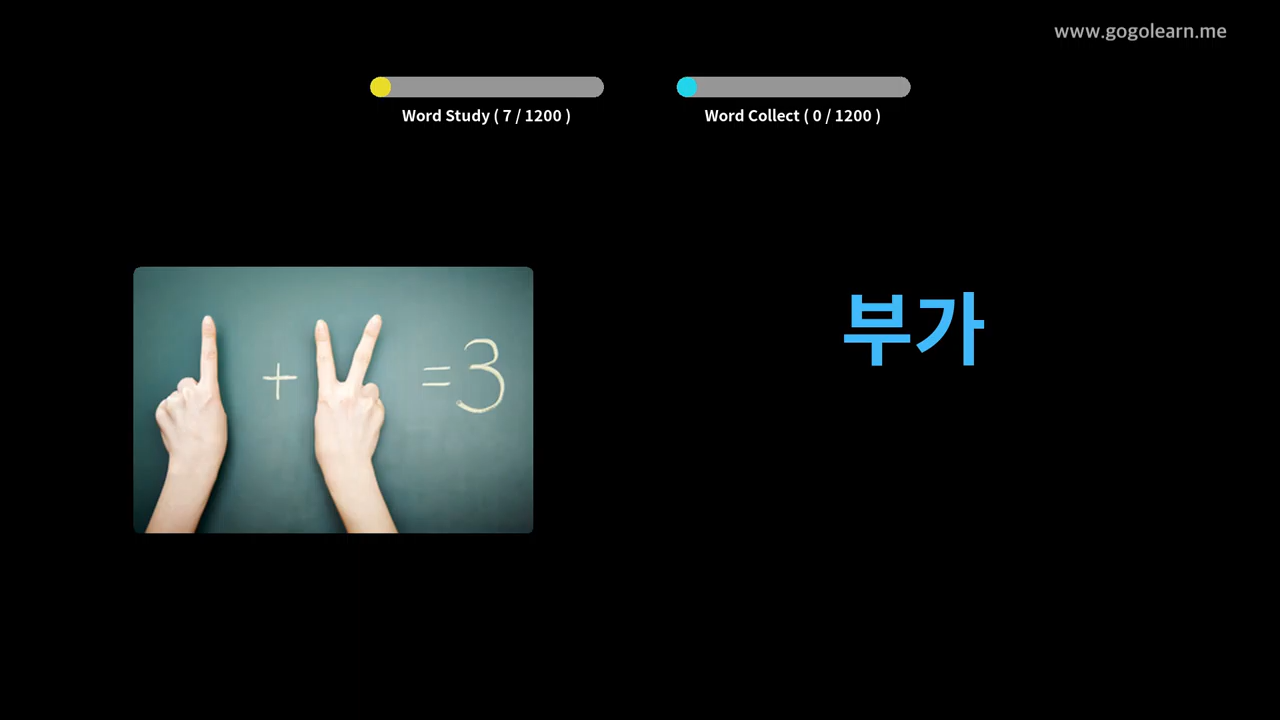 www.gogolearn.me
Word Study ( 7 / 1200 )
Word Collect ( 0 / 1200 )
부가
+ = 3